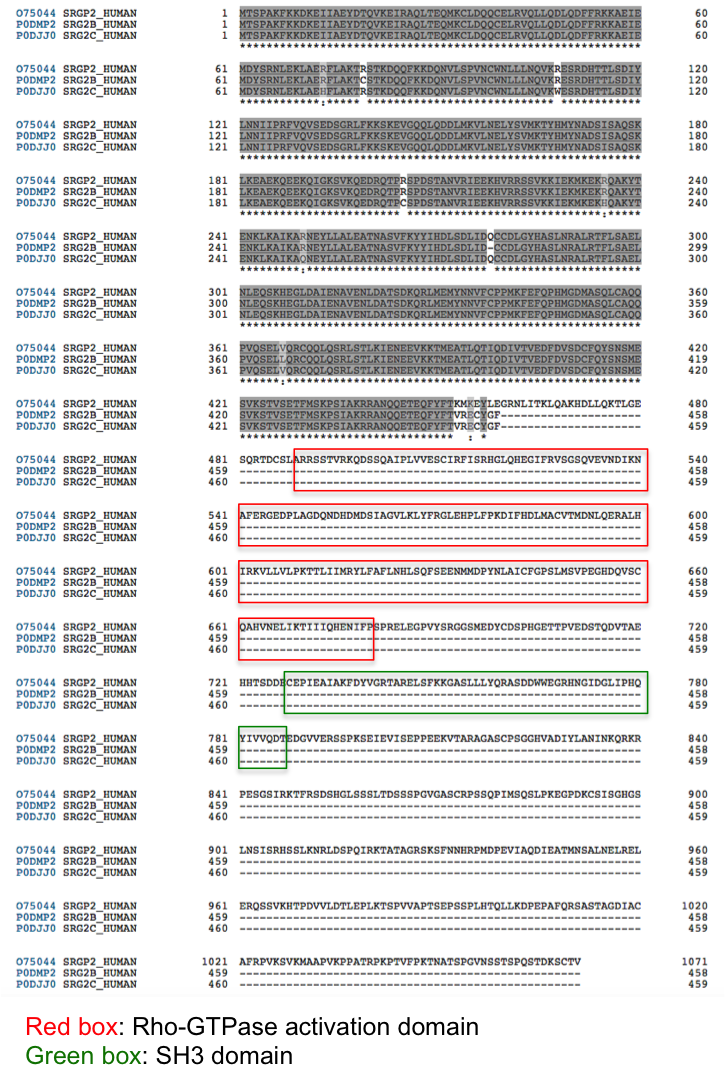 O75044 SRGP2_HUMAN 1 MTSPAKFKKDKEIIAEYDTQVKEIRAQLTEQMKCLDQQCELRVQLLQDLQDFFRKKAEIE 60
P0DMP2 SRG2B_HUMAN 1 MTSPAKFKKDKEIIAEYDTQVKEIRAQLTEQMKCLDQQCELRVQLLQDLQDFFRKKAEIE 60
P0DJJ0 SRG2C_HUMAN 1 MTSPAKFKKDKEIIAEYDTQVKEIRAQLTEQMKCLDQQCELRVQLLQDLQDFFRKKAEIE 60
************************************************************
O75044 SRGP2_HUMAN 61 MDYSRNLEKLAERFLAKTRSTKDQQFKKDQNVLSPVNCWNLLLNQVKRESRDHTTLSDIY 120
P0DMP2 SRG2B_HUMAN 61 MDYSRNLEKLAERFLAKTCSTKDQQFKKDQNVLSPVNCWNLLLNQVKRESRDHTTLSDIY 120
P0DJJ0 SRG2C_HUMAN 61 MDYSRNLEKLAEHFLAKTRSTKDQQFKKDQNVLSPVNCWNLLLNQVKWESRDHTTLSDIY 120
************:***** **************************** ************
O75044 SRGP2_HUMAN 121 LNNIIPRFVQVSEDSGRLFKKSKEVGQQLQDDLMKVLNELYSVMKTYHMYNADSISAQSK 180
P0DMP2 SRG2B_HUMAN 121 LNNIIPRFVQVSEDSGRLFKKSKEVGQQLQDDLMKVLNELYSVMKTYHMYNADSISAQSK 180
P0DJJ0 SRG2C_HUMAN 121 LNNIIPRFVQVSEDSGRLFKKSKEVGQQLQDDLMKVLNELYSVMKTYHMYNADSISAQSK 180
************************************************************
O75044 SRGP2_HUMAN 181 LKEAEKQEEKQIGKSVKQEDRQTPRSPDSTANVRIEEKHVRRSSVKKIEKMKEKRQAKYT 240
P0DMP2 SRG2B_HUMAN 181 LKEAEKQEEKQIGKSVKQEDRQTPRSPDSTANVRIEEKHVRRSSVKKIEKMKEKRQAKYT 240
P0DJJ0 SRG2C_HUMAN 181 LKEAEKQEEKQIGKSVKQEDRQTPCSPDSTANVRIEEKHVRRSSVKKIEKMKEKHQAKYT 240
************************ *****************************:*****
O75044 SRGP2_HUMAN 241 ENKLKAIKARNEYLLALEATNASVFKYYIHDLSDLIDQCCDLGYHASLNRALRTFLSAEL 300
P0DMP2 SRG2B_HUMAN 241 ENKLKAIKARNEYLLALEATNASVFKYYIHDLSDLID-CCDLGYHASLNRALRTFLSAEL 299
P0DJJ0 SRG2C_HUMAN 241 ENKLKAIKAQNEYLLALEATNASVFKYYIHDLSDLIDQCCDLGYHASLNRALRTFLSAEL 300
*********:*************************** **********************
O75044 SRGP2_HUMAN 301 NLEQSKHEGLDAIENAVENLDATSDKQRLMEMYNNVFCPPMKFEFQPHMGDMASQLCAQQ 360
P0DMP2 SRG2B_HUMAN 300 NLEQSKHEGLDAIENAVENLDATSDKQRLMEMYNNVFCPPMKFEFQPHMGDMASQLCAQQ 359
P0DJJ0 SRG2C_HUMAN 301 NLEQSKHEGLDAIENAVENLDATSDKQRLMEMYNNVFCPPMKFEFQPHMGDMASQLCAQQ 360
************************************************************
O75044 SRGP2_HUMAN 361 PVQSELVQRCQQLQSRLSTLKIENEEVKKTMEATLQTIQDIVTVEDFDVSDCFQYSNSME 420
P0DMP2 SRG2B_HUMAN 360 PVQSELLQRCQQLQSRLSTLKIENEEVKKTMEATLQTIQDIVTVEDFDVSDCFQYSNSME 419
P0DJJ0 SRG2C_HUMAN 361 PVQSELVQRCQQLQSRLSTLKIENEEVKKTMEATLQTIQDIVTVEDFDVSDCFQYSNSME 420
******:*****************************************************
O75044 SRGP2_HUMAN 421 SVKSTVSETFMSKPSIAKRRANQQETEQFYFTKMKEYLEGRNLITKLQAKHDLLQKTLGE 480
P0DMP2 SRG2B_HUMAN 420 SVKSTVSETFMSKPSIAKRRANQQETEQFYFTVRECYGF--------------------- 458
P0DJJ0 SRG2C_HUMAN 421 SVKSTVSETFMSKPSIAKRRANQQETEQFYFTVRECYGF--------------------- 459
******************************** : *
O75044 SRGP2_HUMAN 481 SQRTDCSLARRSSTVRKQDSSQAIPLVVESCIRFISRHGLQHEGIFRVSGSQVEVNDIKN 540
P0DMP2 SRG2B_HUMAN 459 ------------------------------------------------------------ 458
P0DJJ0 SRG2C_HUMAN 460 ------------------------------------------------------------ 459
O75044 SRGP2_HUMAN 541 AFERGEDPLAGDQNDHDMDSIAGVLKLYFRGLEHPLFPKDIFHDLMACVTMDNLQERALH 600
P0DMP2 SRG2B_HUMAN 459 ------------------------------------------------------------ 458
P0DJJ0 SRG2C_HUMAN 460 ------------------------------------------------------------ 459
O75044 SRGP2_HUMAN 601 IRKVLLVLPKTTLIIMRYLFAFLNHLSQFSEENMMDPYNLAICFGPSLMSVPEGHDQVSC 660
P0DMP2 SRG2B_HUMAN 459 ------------------------------------------------------------ 458
P0DJJ0 SRG2C_HUMAN 460 ------------------------------------------------------------ 459
O75044 SRGP2_HUMAN 661 QAHVNELIKTIIIQHENIFPSPRELEGPVYSRGGSMEDYCDSPHGETTPVEDSTQDVTAE 720
P0DMP2 SRG2B_HUMAN 459 ------------------------------------------------------------ 458
P0DJJ0 SRG2C_HUMAN 460 ------------------------------------------------------------ 459
O75044 SRGP2_HUMAN 721 HHTSDDECEPIEAIAKFDYVGRTARELSFKKGASLLLYQRASDDWWEGRHNGIDGLIPHQ 780
P0DMP2 SRG2B_HUMAN 459 ------------------------------------------------------------ 458
P0DJJ0 SRG2C_HUMAN 460 ------------------------------------------------------------ 459
O75044 SRGP2_HUMAN 781 YIVVQDTEDGVVERSSPKSEIEVISEPPEEKVTARAGASCPSGGHVADIYLANINKQRKR 840
P0DMP2 SRG2B_HUMAN 459 ------------------------------------------------------------ 458
P0DJJ0 SRG2C_HUMAN 460 ------------------------------------------------------------ 459
O75044 SRGP2_HUMAN 841 PESGSIRKTFRSDSHGLSSSLTDSSSPGVGASCRPSSQPIMSQSLPKEGPDKCSISGHGS 900
P0DMP2 SRG2B_HUMAN 459 ------------------------------------------------------------ 458
P0DJJ0 SRG2C_HUMAN 460 ------------------------------------------------------------ 459
O75044 SRGP2_HUMAN 901 LNSISRHSSLKNRLDSPQIRKTATAGRSKSFNNHRPMDPEVIAQDIEATMNSALNELREL 960
P0DMP2 SRG2B_HUMAN 459 ------------------------------------------------------------ 458
P0DJJ0 SRG2C_HUMAN 460 ------------------------------------------------------------ 459
O75044 SRGP2_HUMAN 961 ERQSSVKHTPDVVLDTLEPLKTSPVVAPTSEPSSPLHTQLLKDPEPAFQRSASTAGDIAC 1020
P0DMP2 SRG2B_HUMAN 459 ------------------------------------------------------------ 458
P0DJJ0 SRG2C_HUMAN 460 ------------------------------------------------------------ 459
O75044 SRGP2_HUMAN 1021 AFRPVKSVKMAAPVKPPATRPKPTVFPKTNATSPGVNSSTSPQSTDKSCTV 1071
P0DMP2 SRG2B_HUMAN 459 --------------------------------------------------- 458
P0DJJ0 SRG2C_HUMAN 460 --------------------------------------------------- 459
Red box: Rho-GTPase activation domain
Green box: SH3 domain